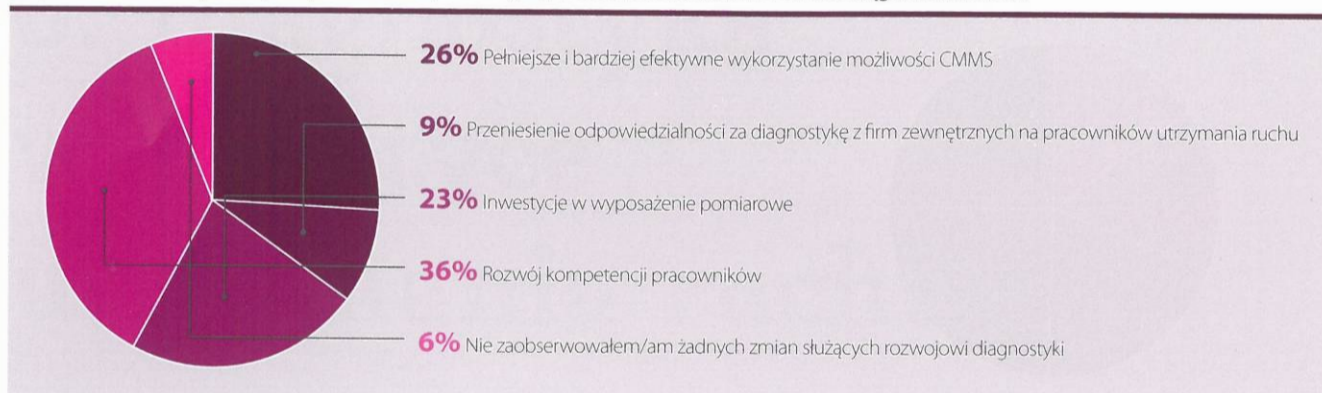 26% Pełniejsze i bardziej efektywne wykorzystanie możliwości CMMS
9% Przeniesienie odpowiedzialności za diagnostykę z firm zewnętrznych na pracowników utrzymania ruchu
23% Inwestycje w wyposażenie pomiarowe
36% Rozwój kompetencji pracowników
6% Nie zaobserwowałem/am żadnych zmian służących rozwojowi diagnostyki